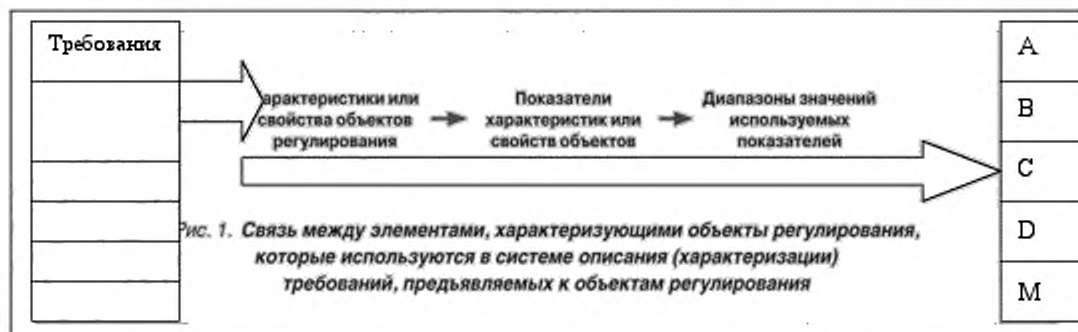 Требования
арактеристики или
свойства объектов
регулирования
Показатели
характеристик или
свойств объектов
Диапазоны значений
используемых
показателей
Рис. 1. Связь между элементами, характеризующими объекты регулирования,
которые используются в системе описания (характеризации)
требований, предъявляемых к объектам регулирования
A
B
C
D
M